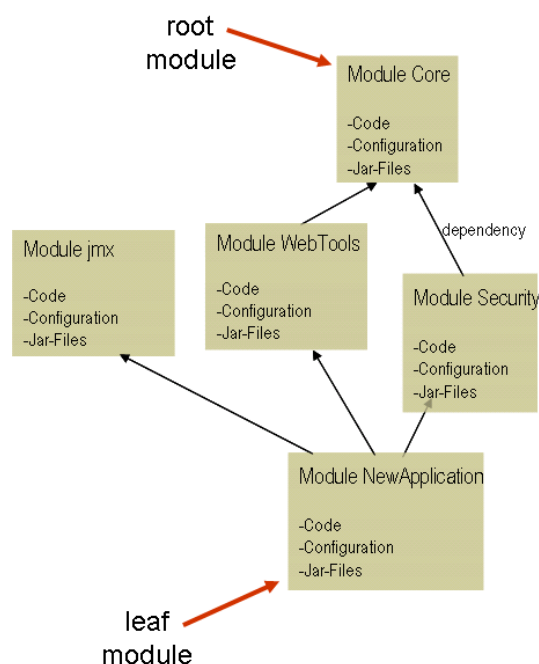 root
module
Module Core
-Code
-Configuration
-Jar-Files
dependency
Module jmx
-Code
-Configuration
-Jar-Files
Module WebTools
-Code
-Configuration
-Jar-Files
Module Security
-Code
-Configuration
-Jar-Files
Module NewApplication
-Code
-Configuration
-Jar-Files
leaf
module